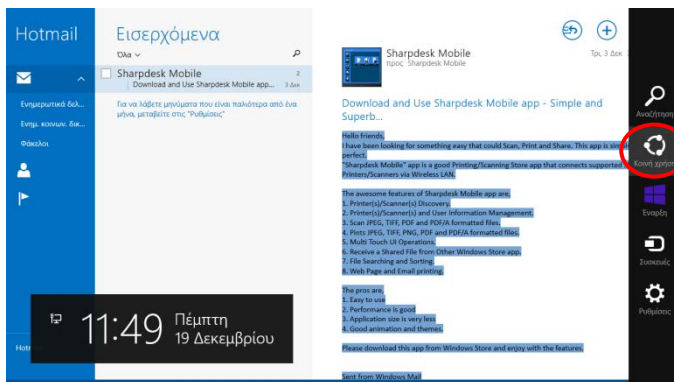 Hotmail
Ενημερωτικά δελ...
Ενημ. κοινων. δικ...
Φάκελοι
Εισερχόμενα
Όλα
Sharpdesk Mobile 2
Download and Use Sharpdesk Mobile app... 3 Δεκ
Για να λάβετε μηνύματα που είναι παλιότερα από ένα
μήνα, μεταβείτε στις "Ρυθμίσεις"
Sharpdesk Mobile
προς Sharpdesk Mobile
Τρι, 3 Δεκ
Download and Use Sharpdesk Mobile app - Simple and
Superb...
Hello friends,
I have been looking for something easy that could Scan, Print and Share. This app is simply
perfect.
"Sharpdesk Mobile" app is a good Printing/Scanning Store app that connects supported
Printers/Scanners via Wireless LAN.
The awesome features of Sharpdesk Mobile app are,
1. Printer(s)/Scanner(s) Discovery.
2. Printer(s)/Scanner(s) and User Information Management.
3. Scan JPEG, TIFF, PDF and PDF/A formatted files.
4. Pints JPEG, TIFF, PNG, PDF and PDF/A formatted files.
5. Multi Touch UI Operations.
6. Receive a Shared File from Other Windows Store app.
7. File Searching and Sorting.
8. Web Page and Email printing.
The pros are,
1. Easy to use
2. Performance is good
3. Application size is very less
4. Good animation and themes.
Please download this app from Windows Store and enjoy with the features.
Sent from Windows Mail
Αναζήτηση
Κοινή χρήση
Έναρξη
Συσκευές
Ρυθμίσεις
11:49
Πέμπτη
19 Δεκεμβρίου